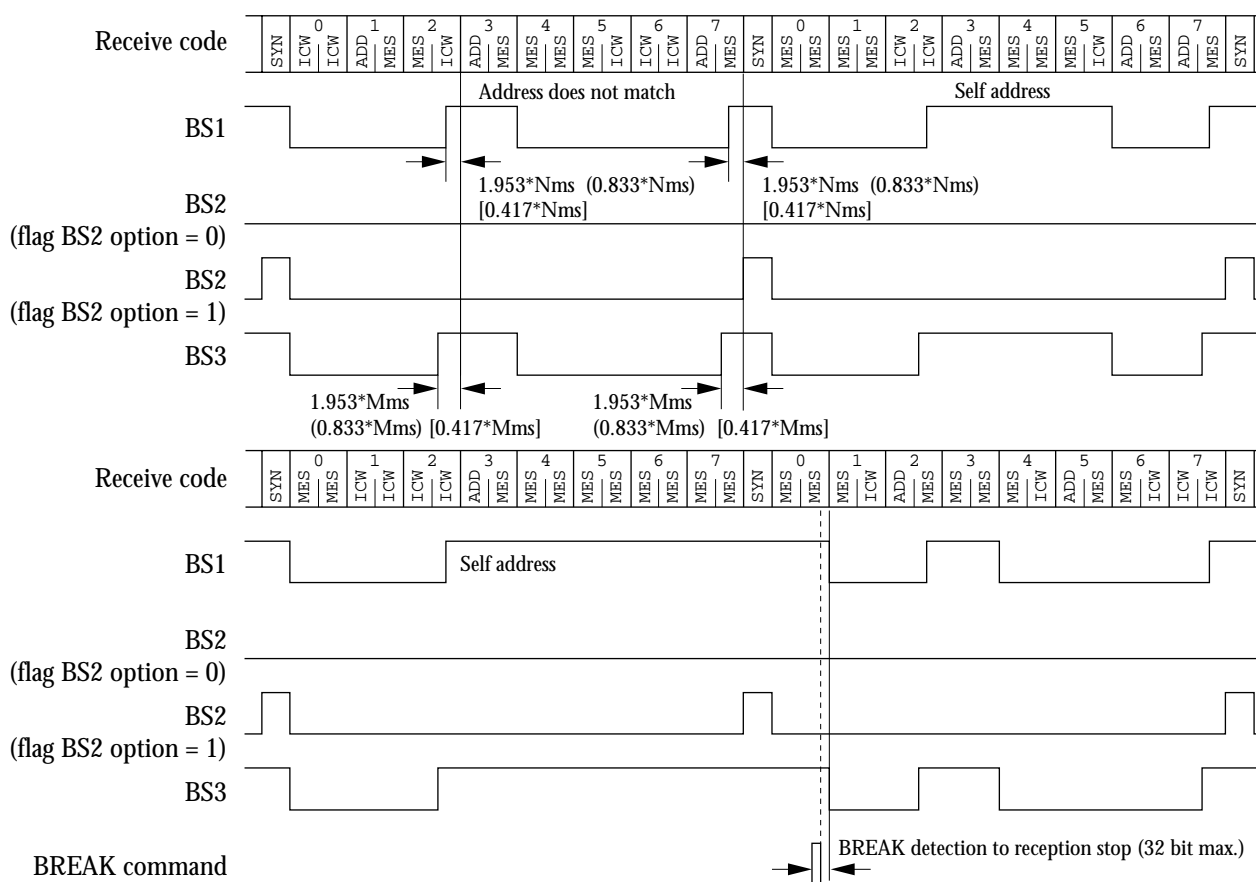 0 1 2 3 4 5 6 7 0 1 2 3 4 5 6 7
Receive code SYN ICW ICW ADD MES MES ICW ADD MES MES MES MES ICW ICW ICW ADD MES SYN MES MES MES MES ICW ICW ADD MES MES MES MES ICW ADD MES ADD MES SYN
Address does not match Self address
BS1
1.953*Nms (0.833*Nms) 1.953*Nms (0.833*Nms)
[0.417*Nms] [0.417*Nms]
BS2
(flag BS2 option = 0)
BS2
(flag BS2 option = 1)
BS3
1.953*Mms 1.953*Mms
(0.833*Mms) [0.417*Mms] (0.833*Mms) [0.417*Mms]
0 1 2 3 4 5 6 7 0 1 2 3 4 5 6 7
Receive code SYN MES MES ICW ICW ICW ICW ADD MES MES MES MES MES MES MES MES MES SYN MES MES MES ICW ADD MES MES MES MES ICW ADD MES MES ICW ICW ICW SYN
BS1
Self address
BS2
(flag BS2 option = 0)
BS2
(flag BS2 option = 1)
BS3
BREAK command
BREAK detection to reception stop (32 bit max.)